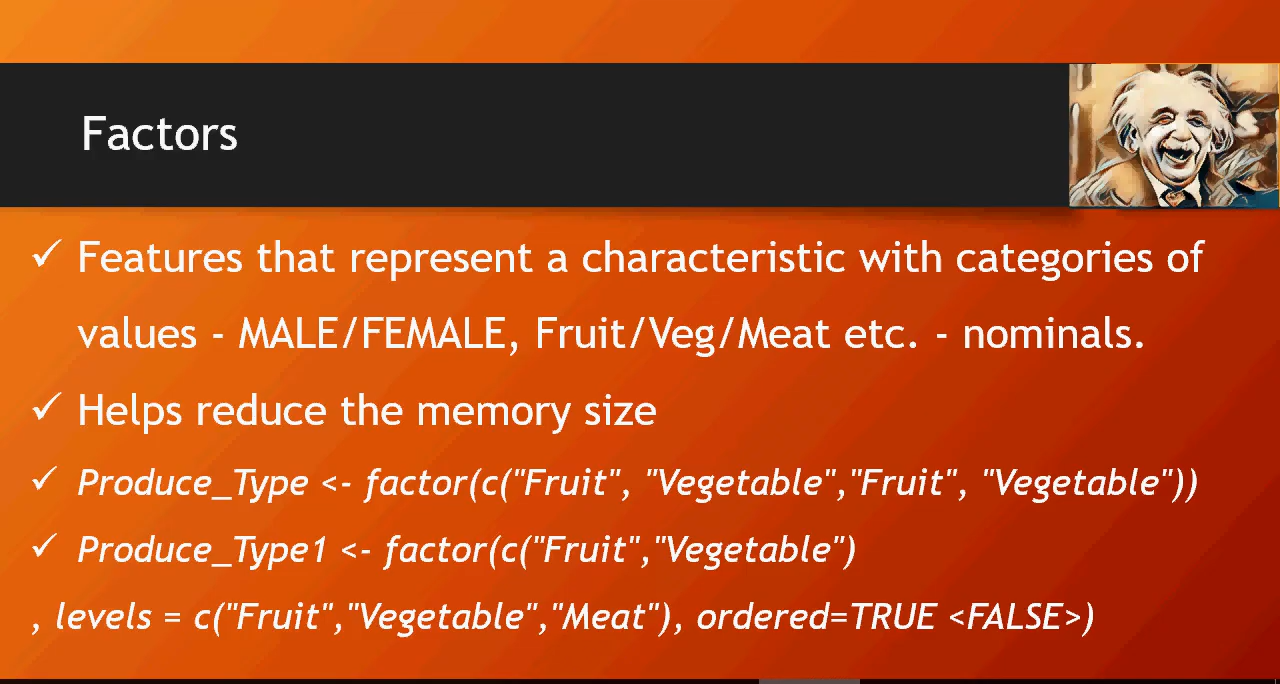 Factors
✓ Features that represent a characteristic with categories of
values - MALE/FEMALE, Fruit/Veg/Meat etc. - nominals.
✓ Helps reduce the memory size
✓ Produce_Type <- factor(c("Fruit", "Vegetable","Fruit", "Vegetable"))
✓ Produce_Type1 <- factor(c("Fruit","Vegetable")
, levels = c("Fruit","Vegetable","Meat"), ordered=TRUE <FALSE>)